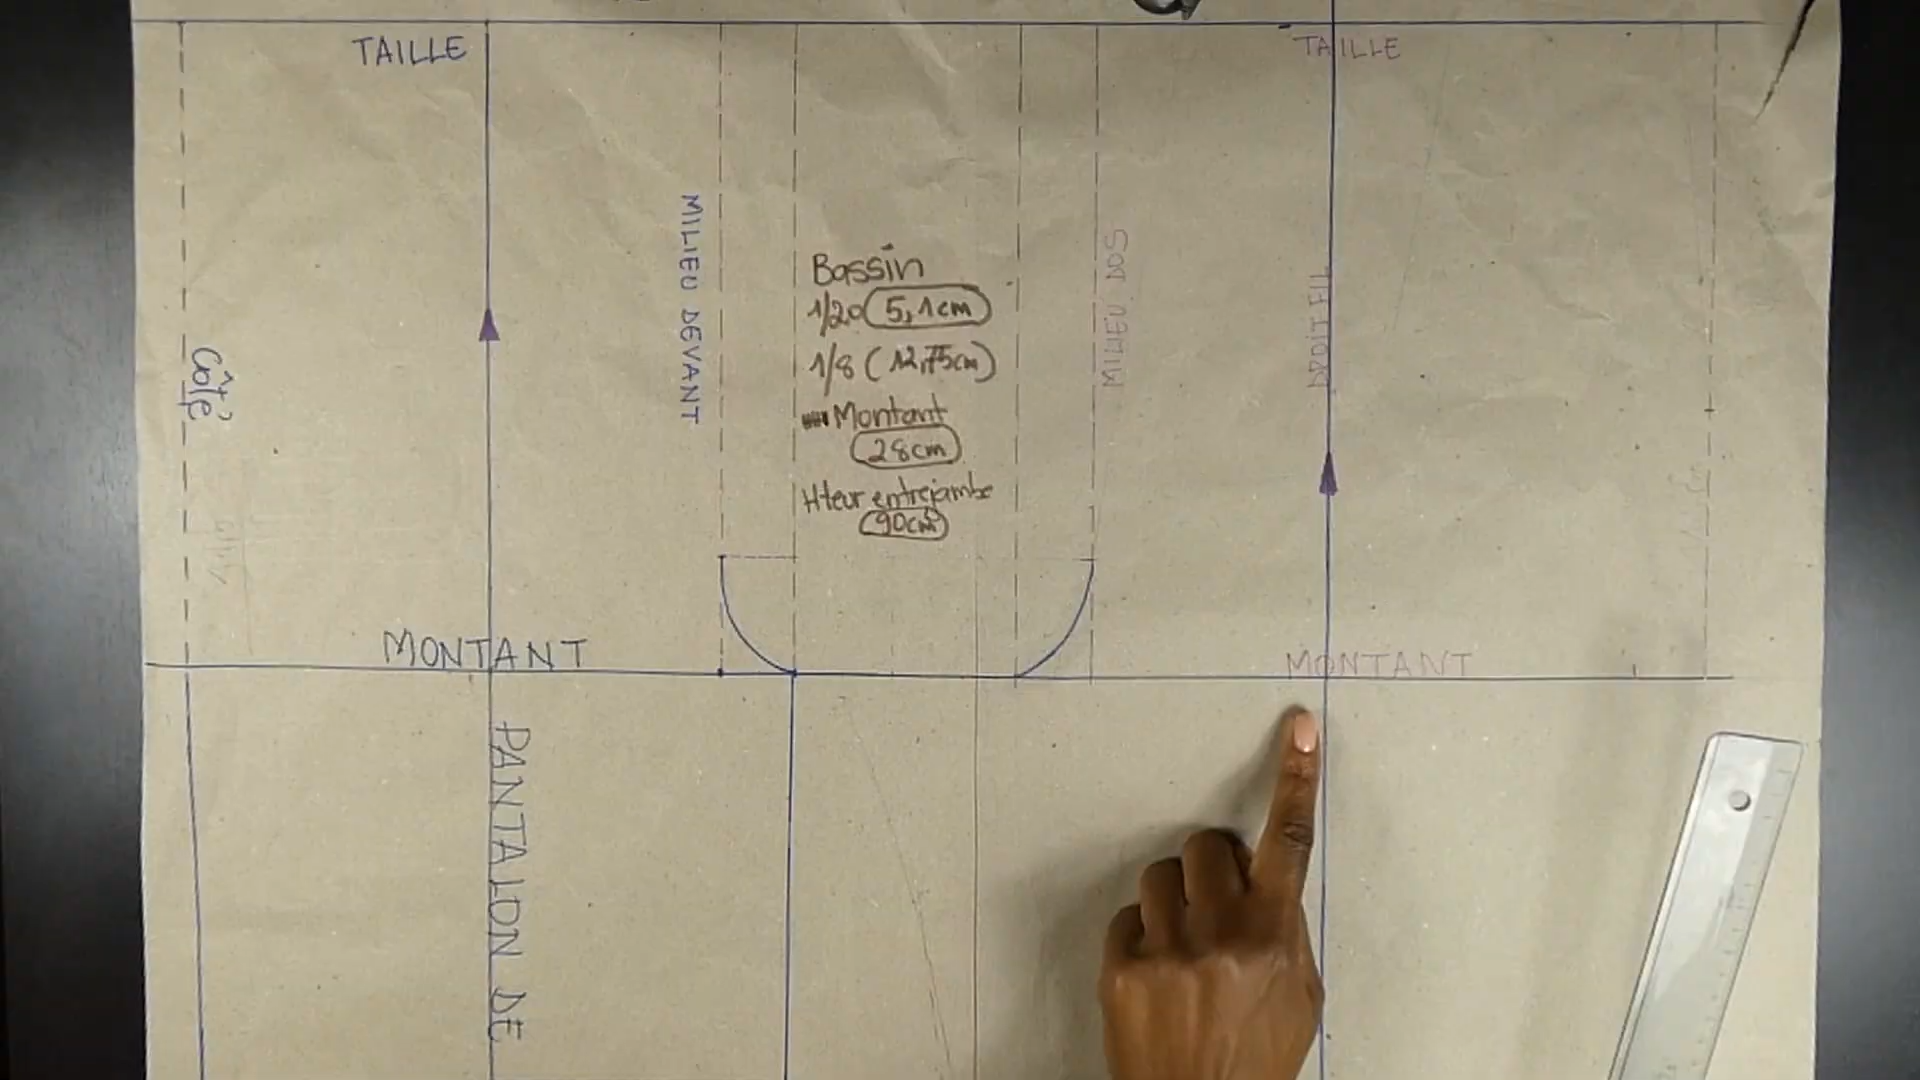 TAILLE
TAILLE
MILIEU DEVANT
Bassin
1/20 5,1cm
1/8 (12,75cm)
Montant
28cm
Hteur entrejambe
90cm
MILIEU DOS
DROIT FIL
Côté
MONTANT
MONTANT
PANTALON DE